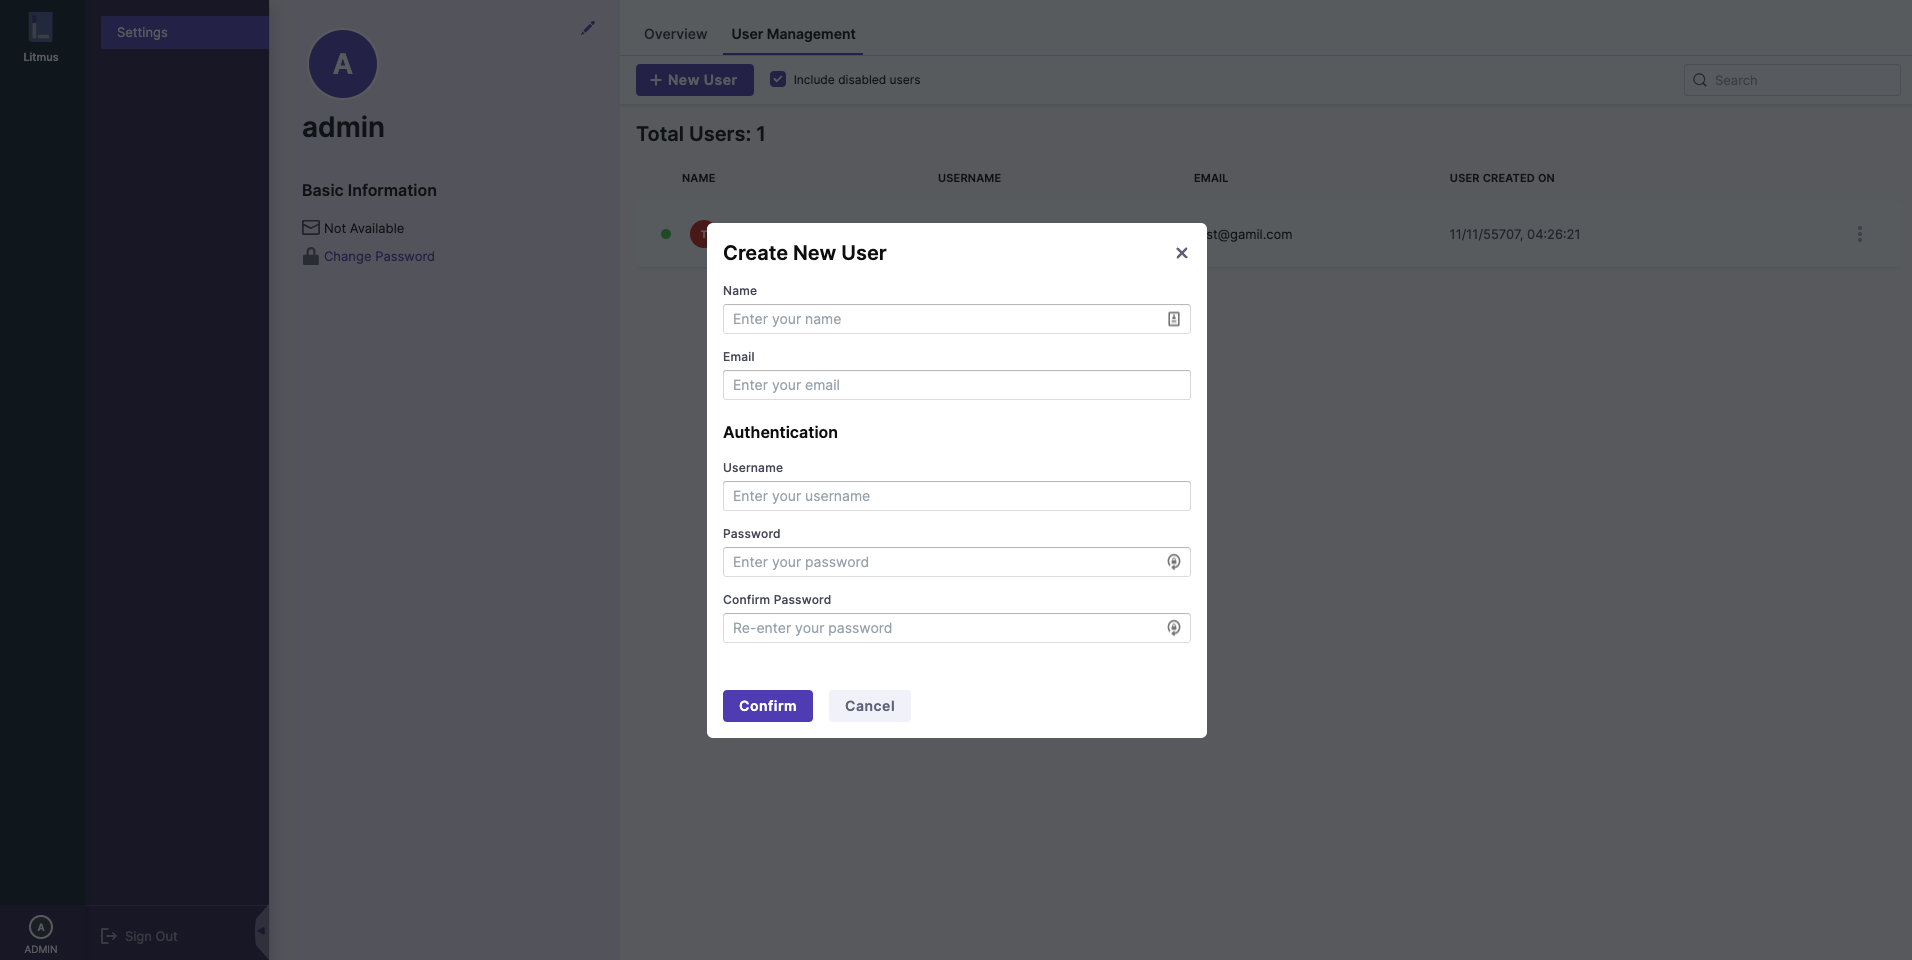 Litmus
Settings
A
admin
Basic Information
Not Available
Change Password
Overview
User Management
+ New User
Include disabled users
Search
Total Users: 1
NAME USERNAME EMAIL USER CREATED ON
st@gamil.com 11/11/55707, 04:26:21
Create New User
Name
Enter your name
Email
Enter your email
Authentication
Username
Enter your username
Password
Enter your password
Confirm Password
Re-enter your password
Confirm Cancel
A
ADMIN
Sign Out